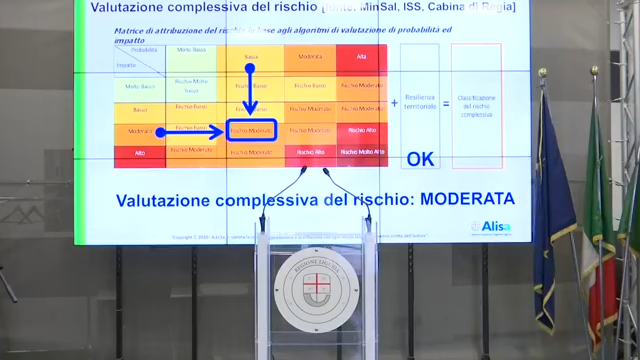 Valutazione complessiva del rischio [fonte: MinSal, ISS, Cabina di Regia]
Matrice di attribuzione del rischio in base agli algoritmi di valutazione di probabilità ed
impatto
Probabilità
Impatto
Molto Bassa
Bassa
Moderata
Alta
Molto Basso
Rischio Molto
Basso
Rischio Basso
Rischio Basso
Rischio Moderato
Basso
Rischio Basso
Rischio Basso
Rischio Moderato
Rischio Moderato
Moderato
Rischio Basso
Rischio Moderato
Rischio Moderato
Rischio Alto
Alto
Rischio Moderato
Rischio Moderato
Rischio Alto
Rischio Molto Alto
+
Resilienza
territoriale
OK
=
Classificazione
del rischio
complessiva
Valutazione complessiva del rischio: MODERATA
Alisa
REGIONE LIGURIA